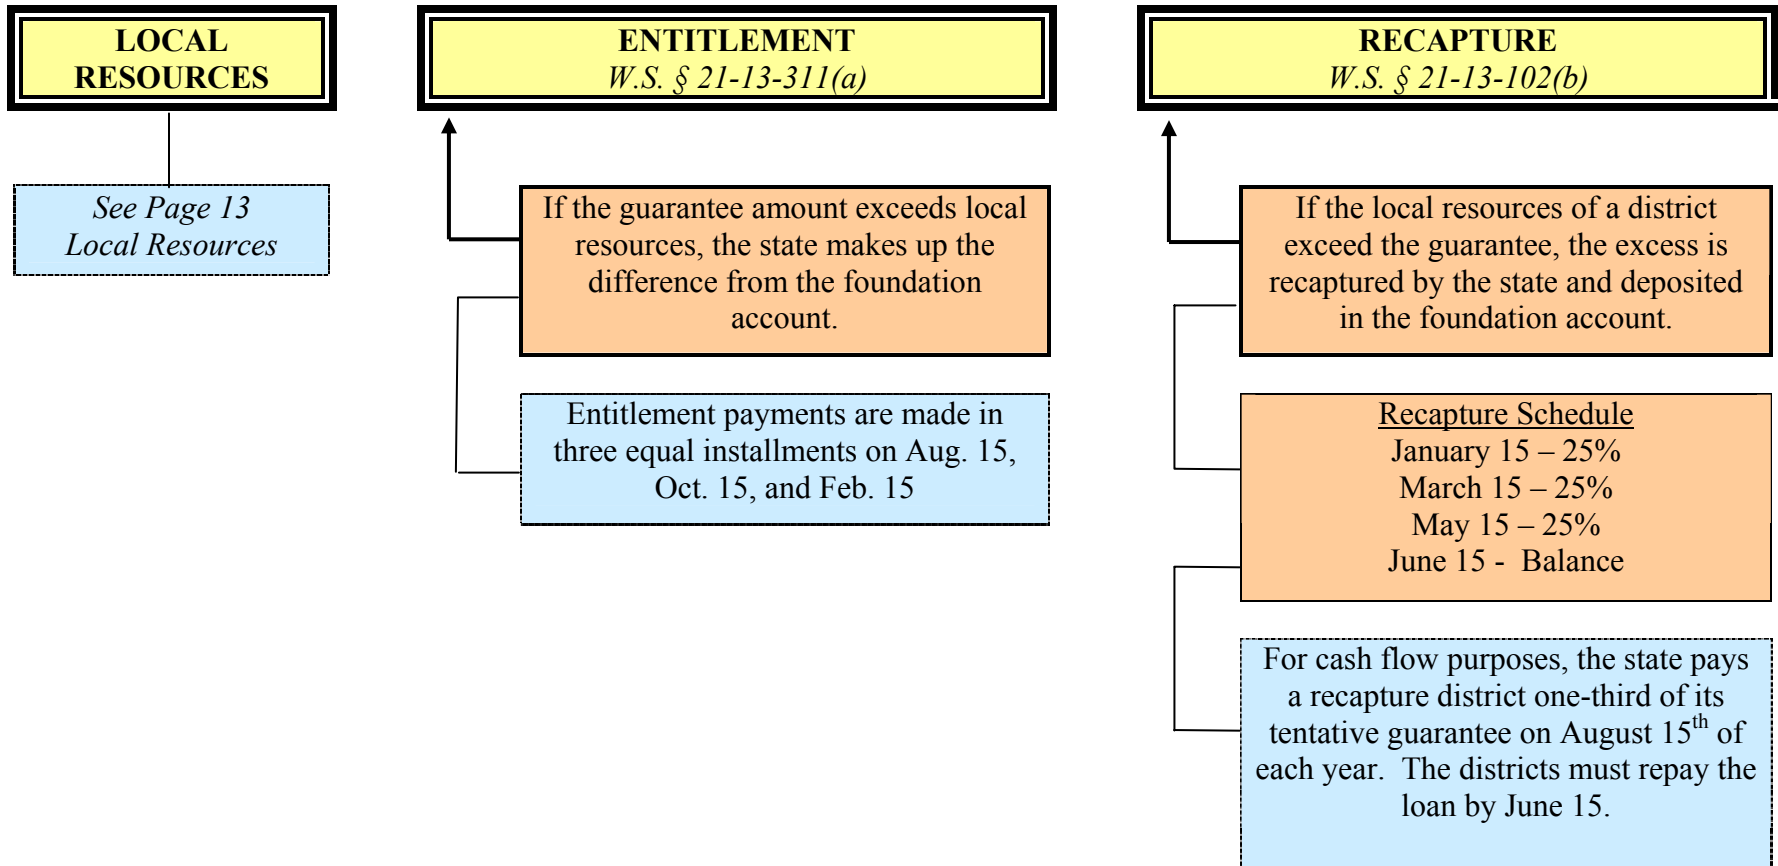 LOCAL
RESOURCES
See Page 13
Local Resources
ENTITLEMENT
W.S. § 21-13-311(a)
If the guarantee amount exceeds local
resources, the state makes up the
difference from the foundation
account.
Entitlement payments are made in
three equal installments on Aug. 15,
Oct. 15, and Feb. 15
RECAPTURE
W.S. § 21-13-102(b)
If the local resources of a district
exceed the guarantee, the excess is
recaptured by the state and deposited
in the foundation account.
Recapture Schedule
January 15 – 25%
March 15 – 25%
May 15 – 25%
June 15 - Balance
For cash flow purposes, the state pays
a recapture district one-third of its
tentative guarantee on August 15th of
each year. The districts must repay the
loan by June 15.